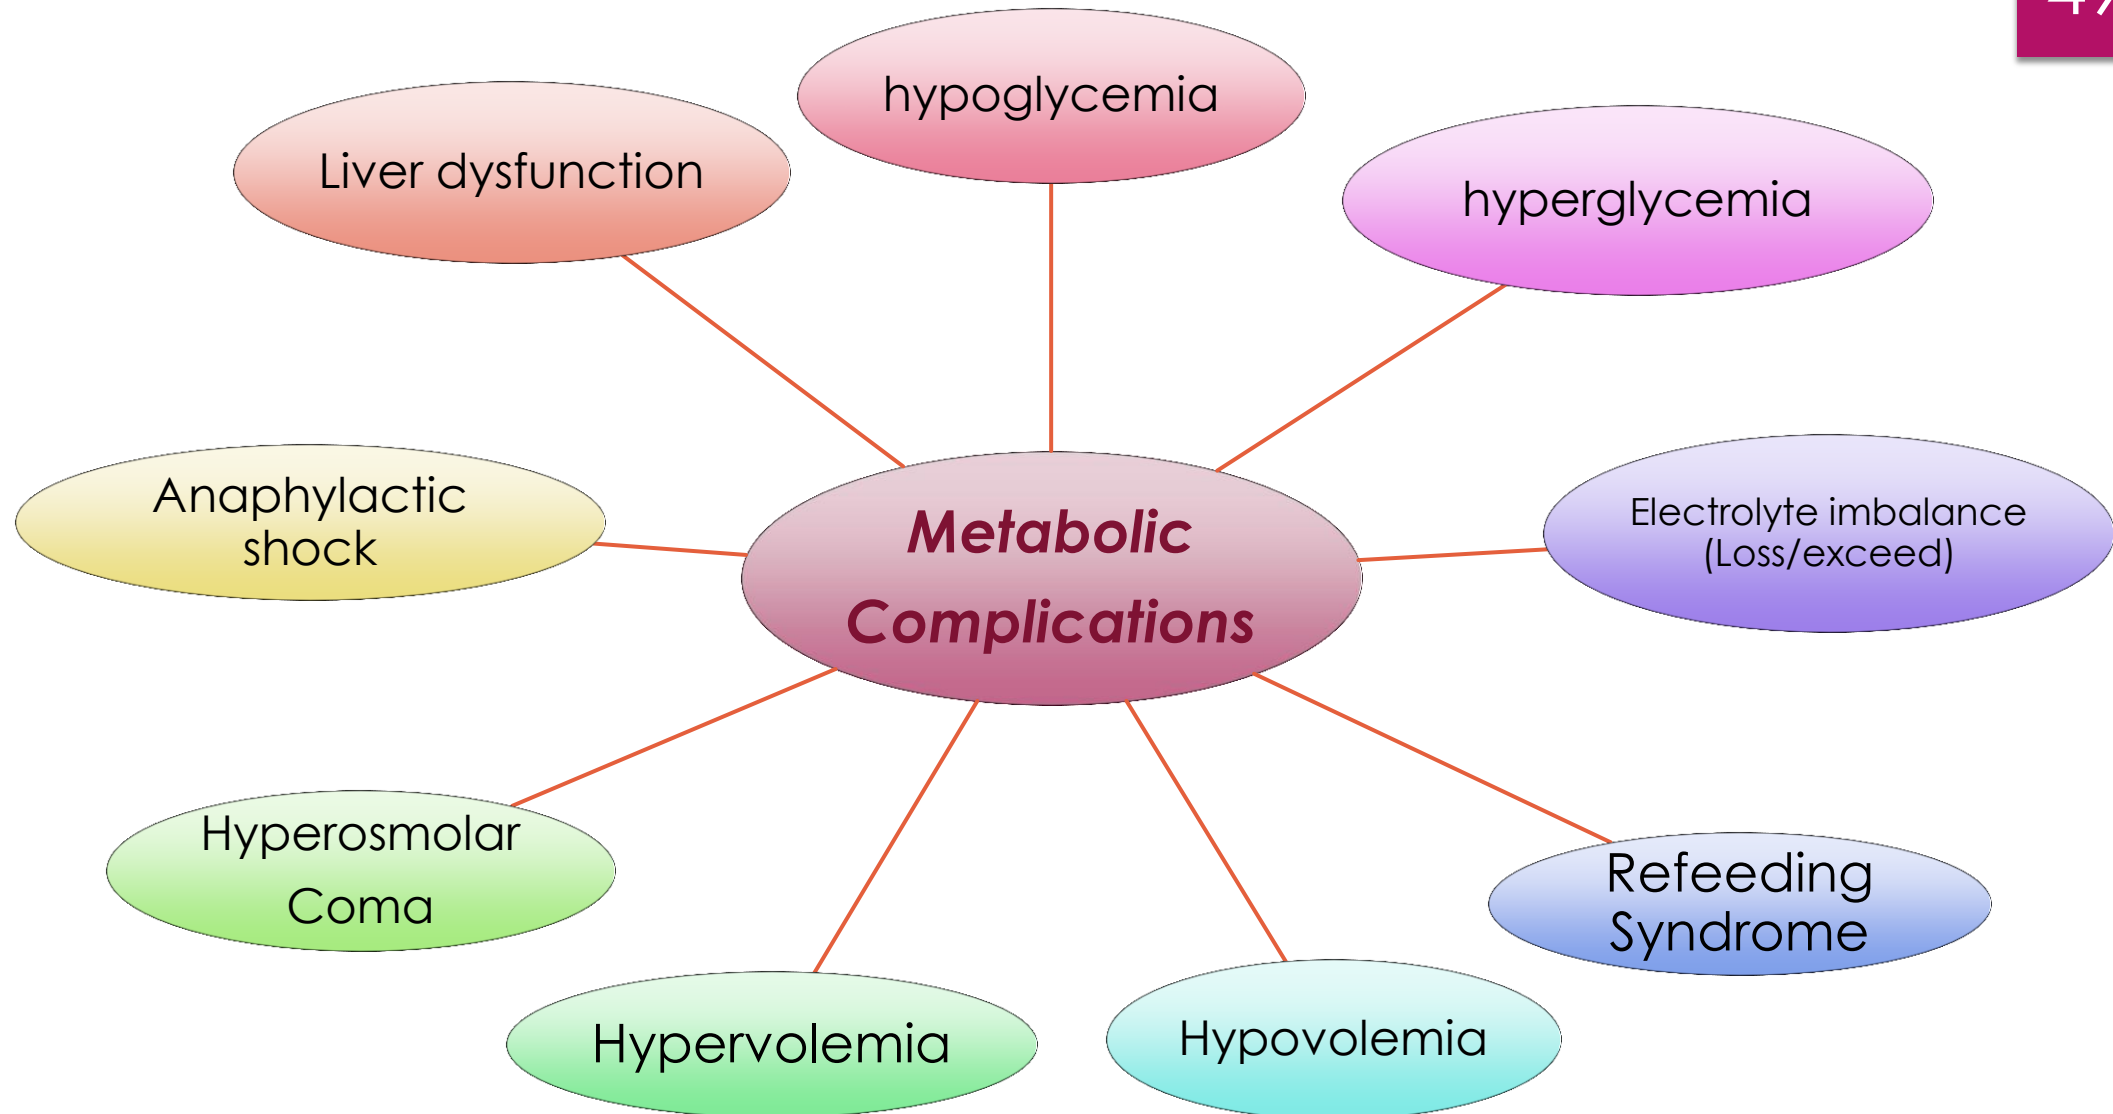 hypoglycemia
Liver dysfunction
hyperglycemia
Anaphylactic
shock
Electrolyte imbalance
(Loss/exceed)
Metabolic
Complications
Hyperosmolar
Coma
Refeeding
Syndrome
Hypervolemia
Hypovolemia